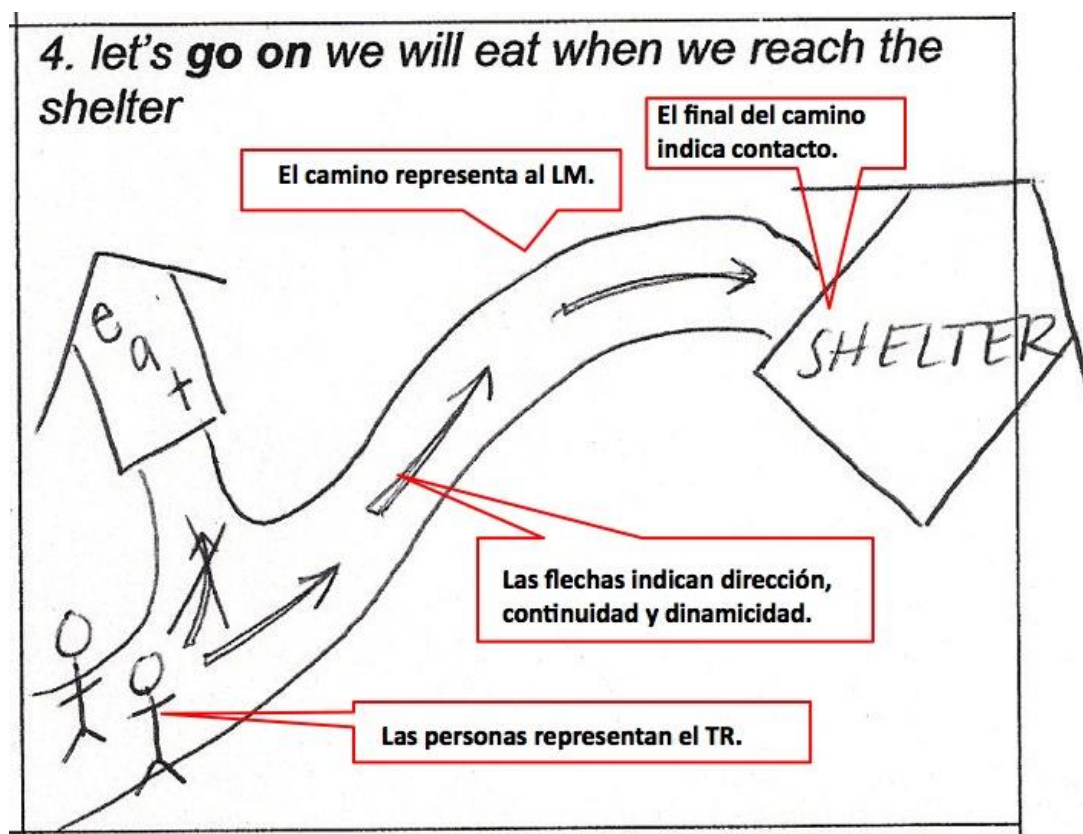 4. let's go on we will eat when we reach the
shelter
El final del camino
indica contacto.
El camino representa al LM.
eat
SHELTER
Las flechas indican dirección,
continuidad y dinamicidad.
Las personas representan el TR.